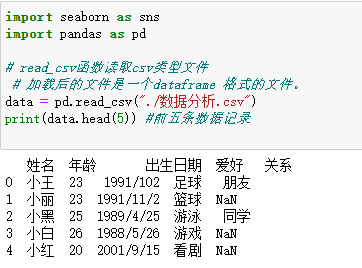 import seaborn as sns
import pandas as pd
# read_csv函数读取csv类型文件
# 加载后的文件是一个dataframe 格式的文件。
data = pd.read_csv("./数据分析.csv")
print(data.head(5)) #前五条数据记录
姓名 年龄 出生日期 爱好 关系
0 小王 23 1991/102 足球 朋友
1 小丽 23 1991/11/2 篮球 NaN
2 小黑 25 1989/4/25 游泳 同学
3 小白 26 1988/5/26 游戏 NaN
4 小红 20 2001/9/15 看剧 NaN